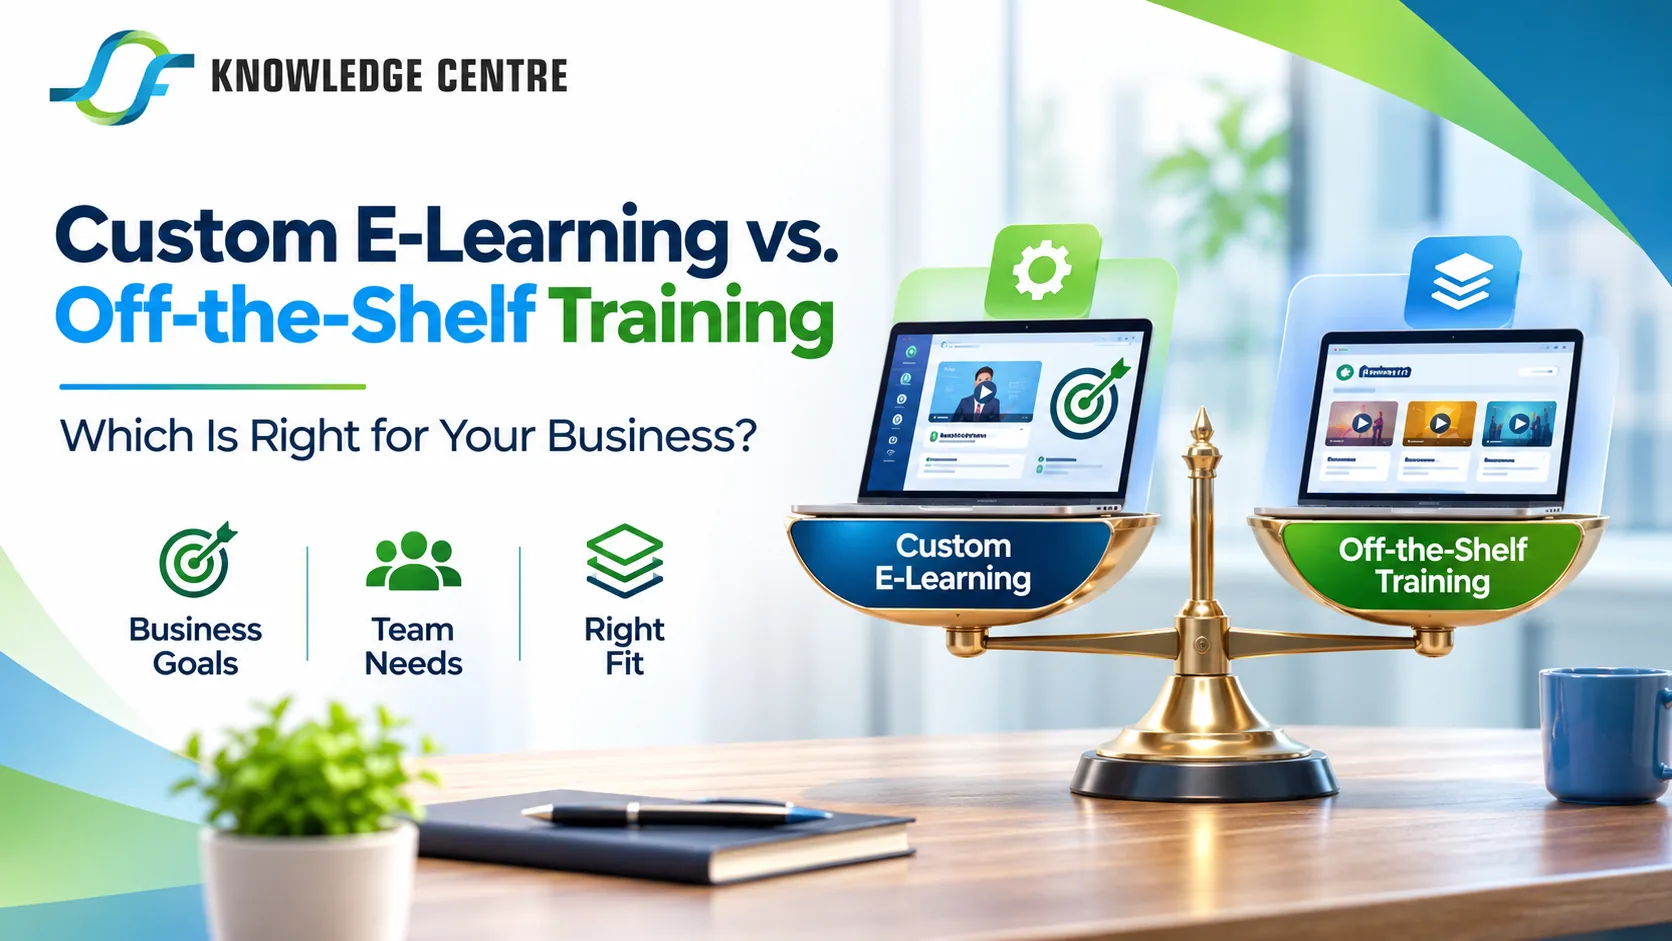 KNOWLEDGE CENTRE
Custom E-Learning vs.
Off-the-Shelf Training
Which Is Right for Your Business?
Business
Goals
Team
Needs
Right
Fit
Custom
E-Learning
Off-the-Shelf
Training